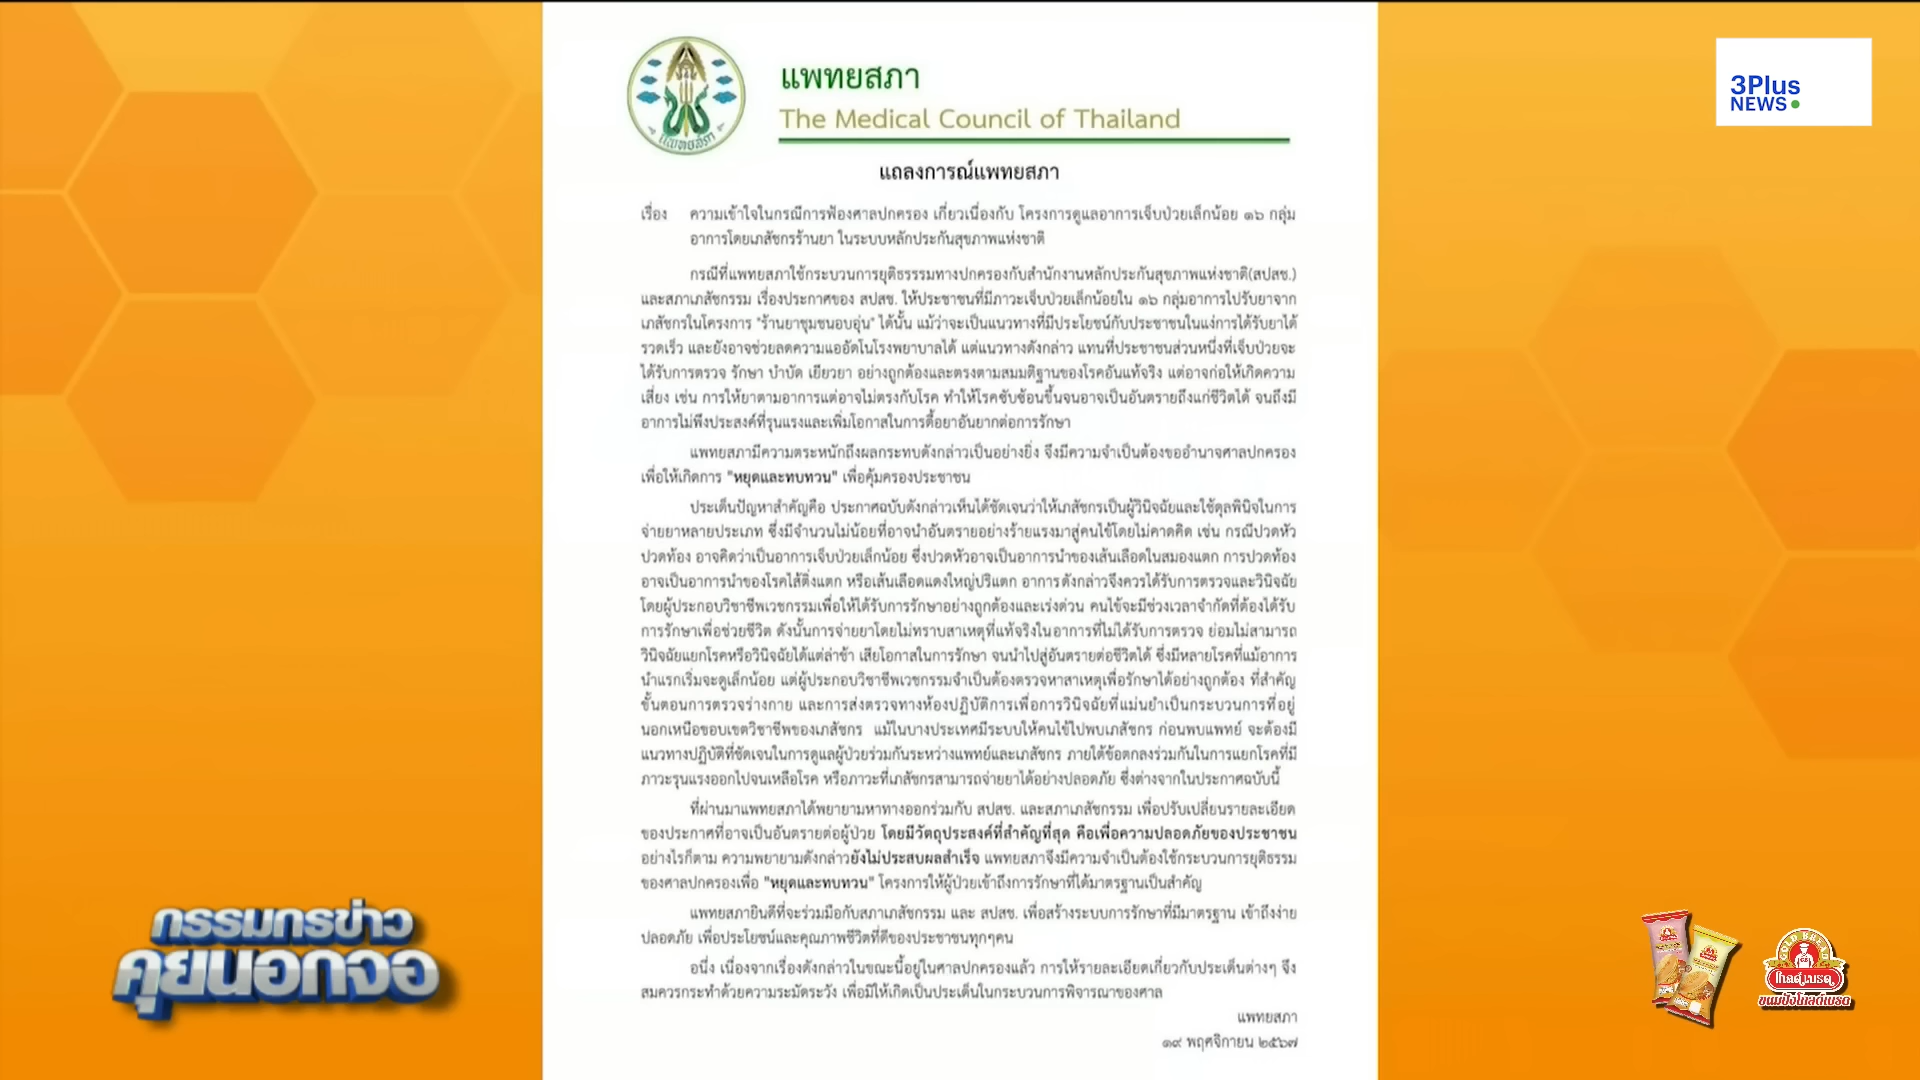 แพทยสภา
The Medical Council of Thailand
แพทยสภา
3Plus
NEWS
แถลงการณ์แพทยสภา
เรื่อง ความเข้าใจในกรณีการฟ้องศาลปกครอง เกี่ยวเนื่องกับ โครงการดูแลอาการเจ็บป่วยเล็กน้อย ๑๖ กลุ่ม
อาการโดยเภสัชกรร้านยา ในระบบหลักประกันสุขภาพแห่งชาติ
กรณีที่แพทยสภาใช้กระบวนการยุติธรรมทางปกครองกับสำนักงานหลักประกันสุขภาพแห่งชาติ(สปสช.)
และสภาเภสัชกรรม เรื่องประกาศของ สปสช. ให้ประชาชนที่มีภาวะเจ็บป่วยเล็กน้อยใน ๑๖ กลุ่มอาการไปรับยาจาก
เภสัชกรในโครงการ "ร้านยาชุมชนอบอุ่น" ได้นั้น แม้ว่าจะเป็นแนวทางที่มีประโยชน์กับประชาชนในแง่การได้รับยาได้
รวดเร็ว และยังอาจช่วยลดความแออัดในโรงพยาบาลได้ แต่แนวทางดังกล่าว แทนที่ประชาชนส่วนหนึ่งที่เจ็บป่วยจะ
ได้รับการตรวจ รักษา บำบัด เยียวยา อย่างถูกต้องและตรงตามสมมติฐานของโรคอันแท้จริง แต่อาจก่อให้เกิดความ
เสี่ยง เช่น การให้ยาตามอาการแต่อาจไม่ตรงกับโรค ทำให้โรคซับซ้อนขึ้นจนอาจเป็นอันตรายถึงแก่ชีวิตได้ จนถึงมี
อาการไม่พึงประสงค์ที่รุนแรงและเพิ่มโอกาสในการดื้อยาอันยากต่อการรักษา
แพทยสภามีความตระหนักถึงผลกระทบดังกล่าวเป็นอย่างยิ่ง จึงมีความจำเป็นต้องขออำนาจศาลปกครอง
เพื่อให้เกิดการ "หยุดและทบทวน" เพื่อคุ้มครองประชาชน
ประเด็นปัญหาสำคัญคือ ประกาศฉบับดังกล่าวเห็นได้ชัดเจนว่าให้เภสัชกรเป็นผู้วินิจฉัยและใช้ดุลพินิจในการ
จ่ายยาหลายประเภท ซึ่งมีจำนวนไม่น้อยที่อาจนำอันตรายอย่างร้ายแรงมาสู่คนไข้โดยไม่คาดคิด เช่น กรณีปวดหัว
ปวดท้อง อาจคิดว่าเป็นอาการเจ็บป่วยเล็กน้อย ซึ่งปวดหัวอาจเป็นอาการนำของเส้นเลือดในสมองแตก การปวดท้อง
อาจเป็นอาการนำของโรคไส้ติ่งแตก หรือเส้นเลือดแดงใหญ่ปริแตก อาการดังกล่าวจึงควรได้รับการตรวจและวินิจฉัย
โดยผู้ประกอบวิชาชีพเวชกรรมเพื่อให้ได้รับการรักษาอย่างถูกต้องและเร่งด่วน คนไข้จะมีช่วงเวลาจำกัดที่ต้องได้รับ
การรักษาเพื่อช่วยชีวิต ดังนั้นการจ่ายยาโดยไม่ทราบสาเหตุที่แท้จริงในอาการที่ไม่ได้รับการตรวจ ย่อมไม่สามารถ
วินิจฉัยแยกโรคหรือวินิจฉัยได้แต่ล่าช้า เสียโอกาสในการรักษา จนนำไปสู่อันตรายต่อชีวิตได้ ซึ่งมีหลายโรคที่แม้อาการ
นำแรกเริ่มจะดูเล็กน้อย แต่ผู้ประกอบวิชาชีพเวชกรรมจำเป็นต้องตรวจหาสาเหตุเพื่อรักษาได้อย่างถูกต้อง ที่สำคัญ
ขั้นตอนการตรวจร่างกาย และการส่งตรวจทางห้องปฏิบัติการเพื่อการวินิจฉัยที่แม่นยำเป็นกระบวนการที่อยู่
นอกเหนือขอบเขตวิชาชีพของเภสัชกร แม้ในบางประเทศมีระบบให้คนไข้ไปพบเภสัชกร ก่อนพบแพทย์ จะต้องมี
แนวทางปฏิบัติที่ชัดเจนในการดูแลผู้ป่วยร่วมกันระหว่างแพทย์และเภสัชกร ภายใต้ข้อตกลงร่วมกันในการแยกโรคที่มี
ภาวะรุนแรงออกไปจนเหลือโรค หรือภาวะที่เภสัชกรสามารถจ่ายยาได้อย่างปลอดภัย ซึ่งต่างจากในประกาศฉบับนี้
ที่ผ่านมาแพทยสภาได้พยายามหาทางออกร่วมกับ สปสช. และสภาเภสัชกรรม เพื่อปรับเปลี่ยนรายละเอียด
ของประกาศที่อาจเป็นอันตรายต่อผู้ป่วย โดยมีวัตถุประสงค์ที่สำคัญที่สุด คือเพื่อความปลอดภัยของประชาชน
อย่างไรก็ตาม ความพยายามดังกล่าวยังไม่ประสบผลสำเร็จ แพทยสภาจึงมีความจำเป็นต้องใช้กระบวนการยุติธรรม
ของศาลปกครองเพื่อ "หยุดและทบทวน" โครงการให้ผู้ป่วยเข้าถึงการรักษาที่ได้มาตรฐานเป็นสำคัญ
แพทยสภายินดีที่จะร่วมมือกับสภาเภสัชกรรม และ สปสช. เพื่อสร้างระบบการรักษาที่มีมาตรฐาน เข้าถึงง่าย
ปลอดภัย เพื่อประโยชน์และคุณภาพชีวิตที่ดีของประชาชนทุกๆคน
อนึ่ง เนื่องจากเรื่องดังกล่าวในขณะนี้อยู่ในศาลปกครองแล้ว การให้รายละเอียดเกี่ยวกับประเด็นต่างๆ จึง
สมควรกระทำด้วยความระมัดระวัง เพื่อมิให้เกิดเป็นประเด็นในกระบวนการพิจารณาของศาล
แพทยสภา
๑๙ พฤศจิกายน ๒๕๖๗
กรรมกรข่าว
คุยนอกจอ
GOLD BREAD
โกลด์เบรด
ขนมปังโกลด์เบรด